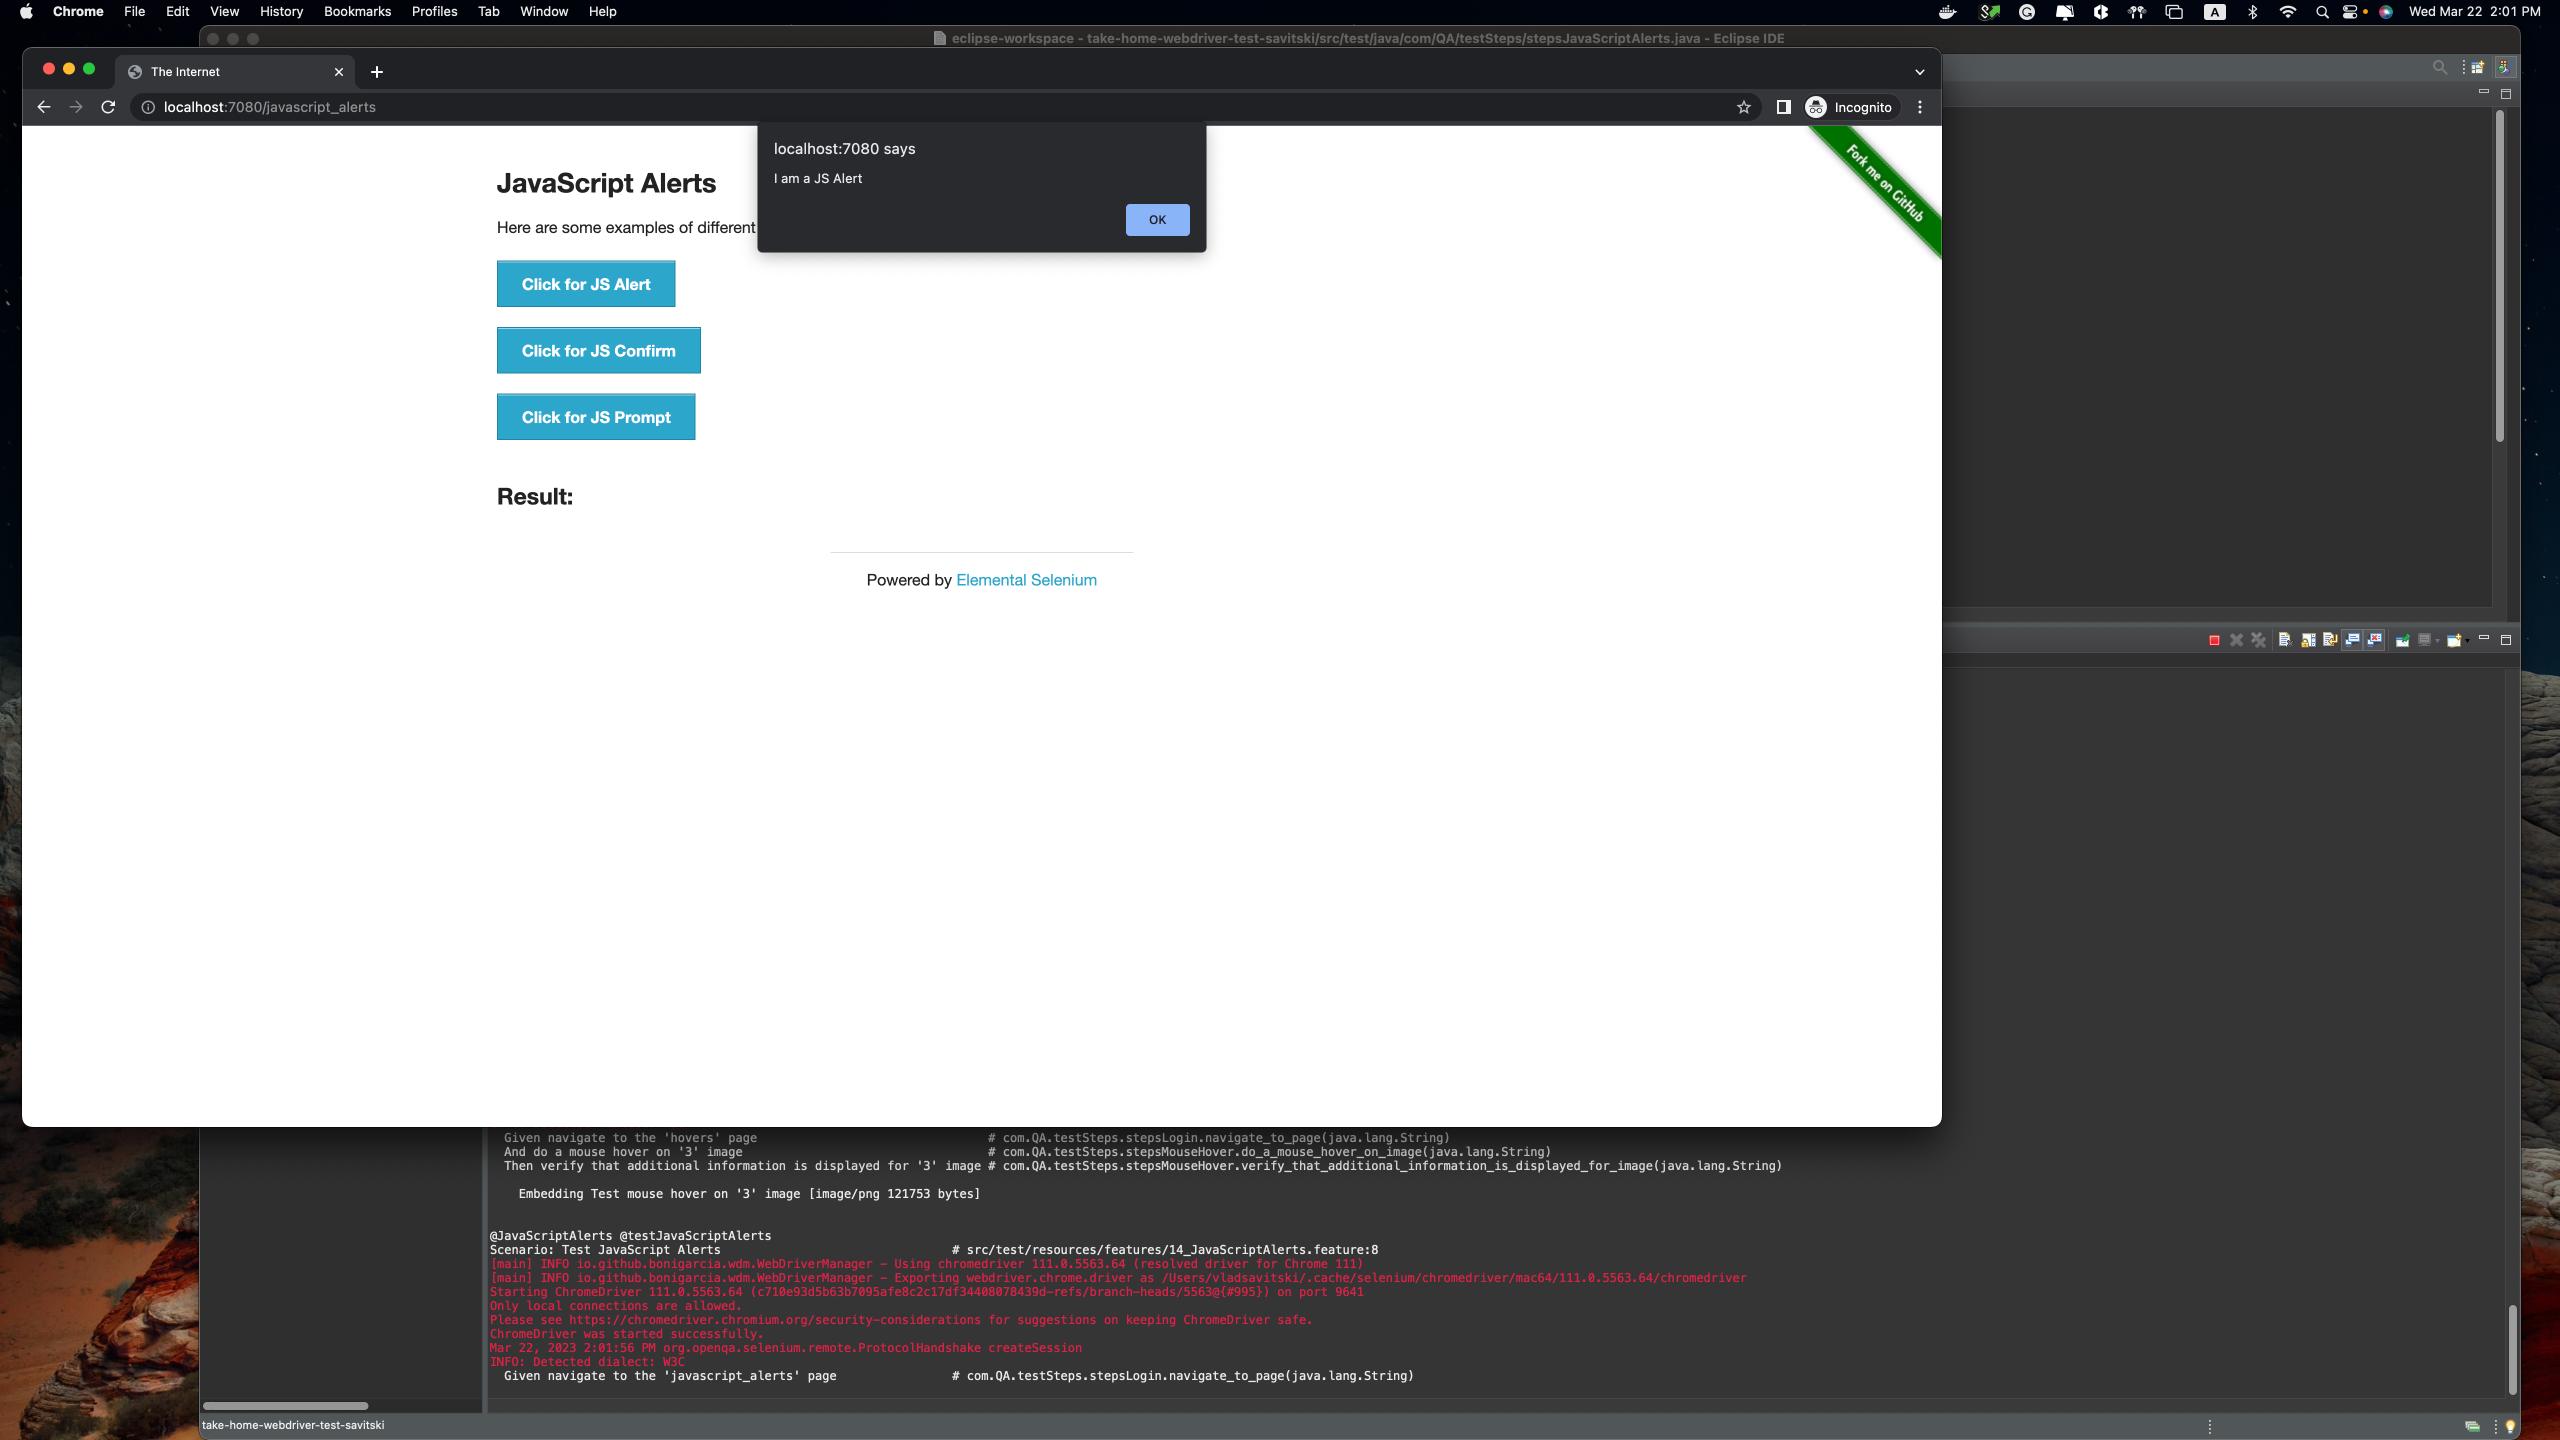 Chrome File Edit View History Bookmarks Profiles Tab Window Help
A
Wed Mar 22 2:01 PM
eclipse-workspace - take-home-webdriver-test-savitski/src/test/java/com/QA/testSteps/stepsJavaScriptAlerts.java - Eclipse IDE
The Internet
localhost:7080/javascript_alerts
Incognito
localhost:7080 says
I am a JS Alert
OK
Fork me on GitHub
JavaScript Alerts
Here are some examples of different
Click for JS Alert
Click for JS Confirm
Click for JS Prompt
Result:
Powered by Elemental Selenium
Given navigate to the 'hovers' page # com.QA.testSteps.stepsLogin.navigate_to_page(java.lang.String)
And do a mouse hover on '3' image # com.QA.testSteps.stepsMouseHover.do_a_mouse_hover_on_image(java.lang.String)
Then verify that additional information is displayed for '3' image # com.QA.testSteps.stepsMouseHover.verify_that_additional_information_is_displayed_for_image(java.lang.String)
Embedding Test mouse hover on '3' image [image/png 121753 bytes]
@JavaScriptAlerts @testJavaScriptAlerts
Scenario: Test JavaScript Alerts # src/test/resources/features/14_JavaScriptAlerts.feature:8
[main] INFO io.github.bonigarcia.wdm.WebDriverManager - Using chromedriver 111.0.5563.64 (resolved driver for Chrome 111)
[main] INFO io.github.bonigarcia.wdm.WebDriverManager - Exporting webdriver.chrome.driver as /Users/vladsavitski/.cache/selenium/chromedriver/mac64/111.0.5563.64/chromedriver
Starting ChromeDriver 111.0.5563.64 (c710e93d5b63b7095afe8c2c17df34408078439d-refs/branch-heads/5563@{#995}) on port 9641
Only local connections are allowed.
Please see https://chromedriver.chromium.org/security-considerations for suggestions on keeping ChromeDriver safe.
ChromeDriver was started successfully.
Mar 22, 2023 2:01:56 PM org.openqa.selenium.remote.ProtocolHandshake createSession
INFO: Detected dialect: W3C
Given navigate to the 'javascript_alerts' page # com.QA.testSteps.stepsLogin.navigate_to_page(java.lang.String)
take-home-webdriver-test-savitski